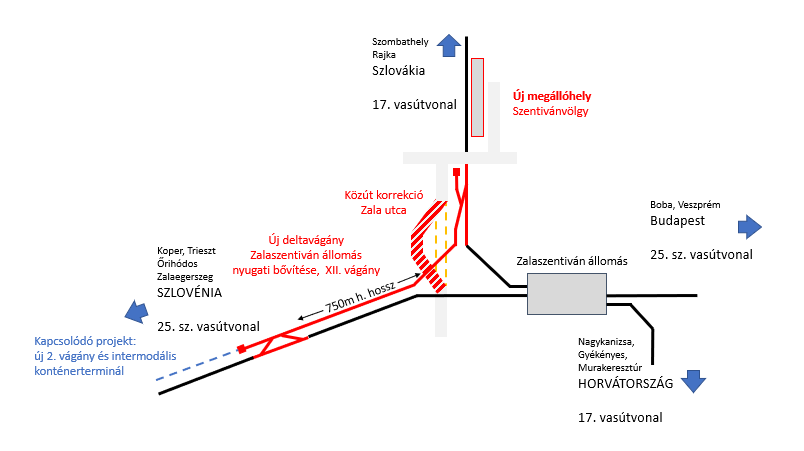 Szombathely
Rajka
Szlovákia
17. vasútvonal
Új megállóhely
Szentivánvölgy
Közút korrekció
Zala utca
Boba, Veszprém
Budapest
25. sz. vasútvonal
Új deltavágány
Zalaszentiván állomás
nyugati bővítése, XII. vágány
Koper, Trieszt
Őrihódos
Zalaegerszeg
SZLOVÉNIA
25. sz. vasútvonal
Zalaszentiván állomás
750m h. hossz
Kapcsolódó projekt:
új 2. vágány és intermodális
konténerterminál
Nagykanizsa,
Gyékényes,
Murakeresztúr
HORVÁTORSZÁG
17. vasútvonal